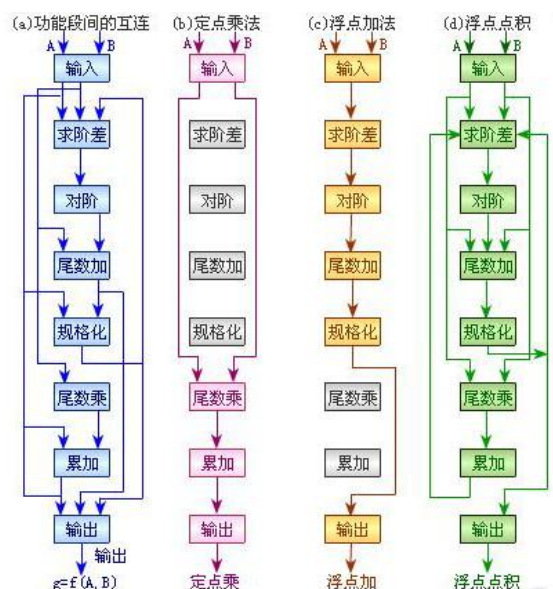 (a)功能段间的互连 (b)定点乘法 (c)浮点加法 (d)浮点点积
A B A B A B A B
输入 输入 输入 输入
求阶差 求阶差 求阶差 求阶差
对阶 对阶 对阶 对阶
尾数加 尾数加 尾数加 尾数加
规格化 规格化 规格化 规格化
尾数乘 尾数乘 尾数乘 尾数乘
累加 累加 累加 累加
输出 输出 输出 输出
输出
g=f(A,B) 定点乘 浮点加 浮点点积